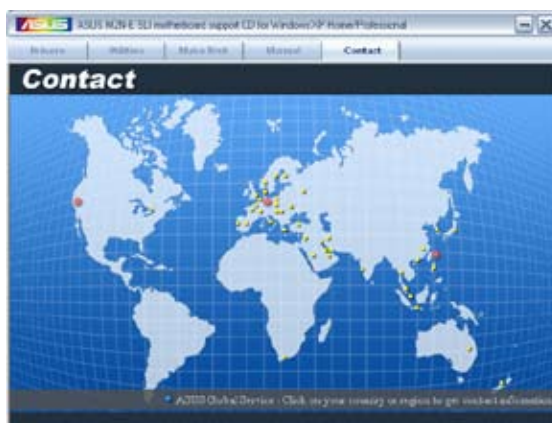 ASUS ASUS M2N-E SLI motherboard support CD for Windows XP Home/Professional
Drivers Utilities Make Disk Manual Contact
Contact
ASUS Global Service : Click on your country or region to get contact information